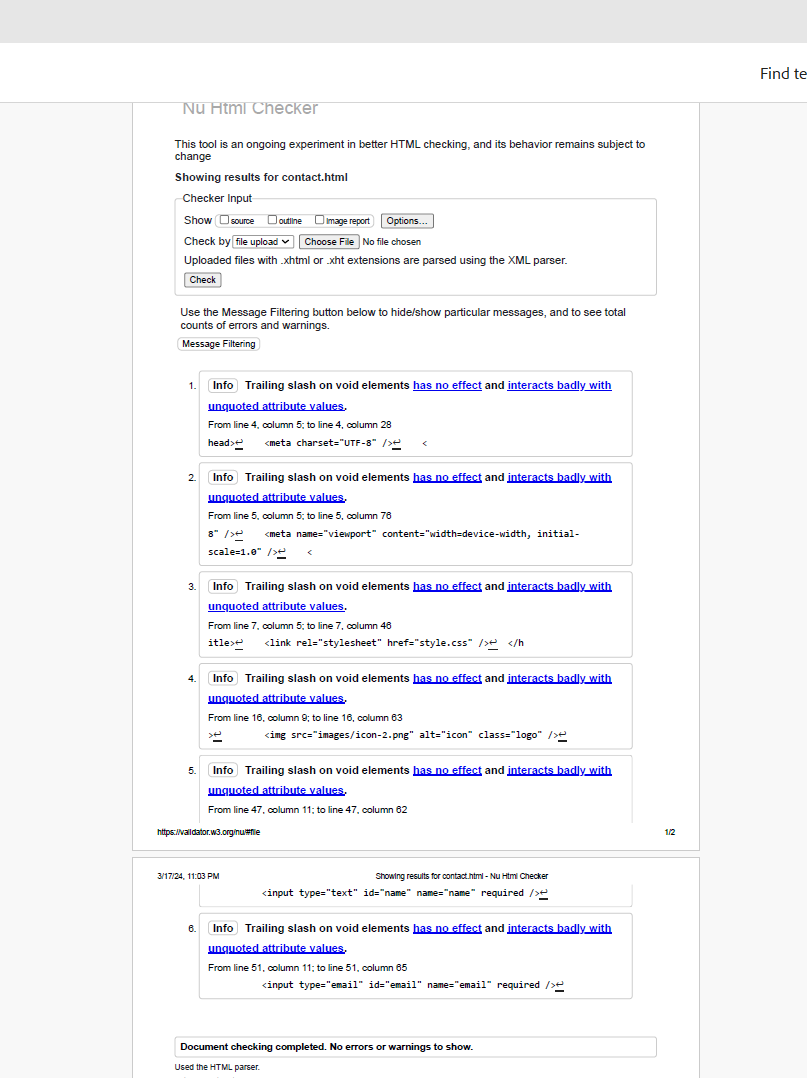 Find te
Nu Html Checker
This tool is an ongoing experiment in better HTML checking, and its behavior remains subject to
change
Showing results for contact.html
Checker Input
Show source outline image report Options...
Check by file upload Choose File No file chosen
Uploaded files with .xhtml or .xht extensions are parsed using the XML parser.
Check
Use the Message Filtering button below to hide/show particular messages, and to see total
counts of errors and warnings.
Message Filtering
1. Info Trailing slash on void elements has no effect and interacts badly with
unquoted attribute values.
From line 4, column 5; to line 4, column 28
head>↩ <meta charset="UTF-8" />↩ <
2. Info Trailing slash on void elements has no effect and interacts badly with
unquoted attribute values.
From line 5, column 5; to line 5, column 76
8" />↩ <meta name="viewport" content="width=device-width, initial-
scale=1.0" />↩ <
3. Info Trailing slash on void elements has no effect and interacts badly with
unquoted attribute values.
From line 7, column 5; to line 7, column 46
itle>↩ <link rel="stylesheet" href="style.css" />↩ </h
4. Info Trailing slash on void elements has no effect and interacts badly with
unquoted attribute values.
From line 16, column 9; to line 16, column 63
>↩ <img src="images/icon-2.png" alt="icon" class="logo" />↩
5. Info Trailing slash on void elements has no effect and interacts badly with
unquoted attribute values.
From line 47, column 11; to line 47, column 62
https://validator.w3.org/nu/#file 1/2
3/17/24, 11:03 PM Showing results for contact.html - Nu Html Checker
<input type="text" id="name" name="name" required />↩
6. Info Trailing slash on void elements has no effect and interacts badly with
unquoted attribute values.
From line 51, column 11; to line 51, column 65
<input type="email" id="email" name="email" required />↩
Document checking completed. No errors or warnings to show.
Used the HTML parser.